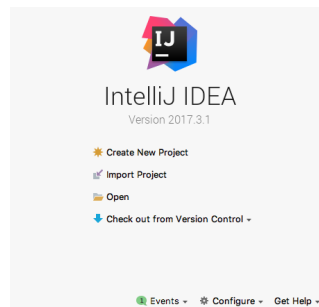 IJ
IntelliJ IDEA
Version 2017.3.1
Create New Project
Import Project
Open
Check out from Version Control
1 Events Configure Get Help